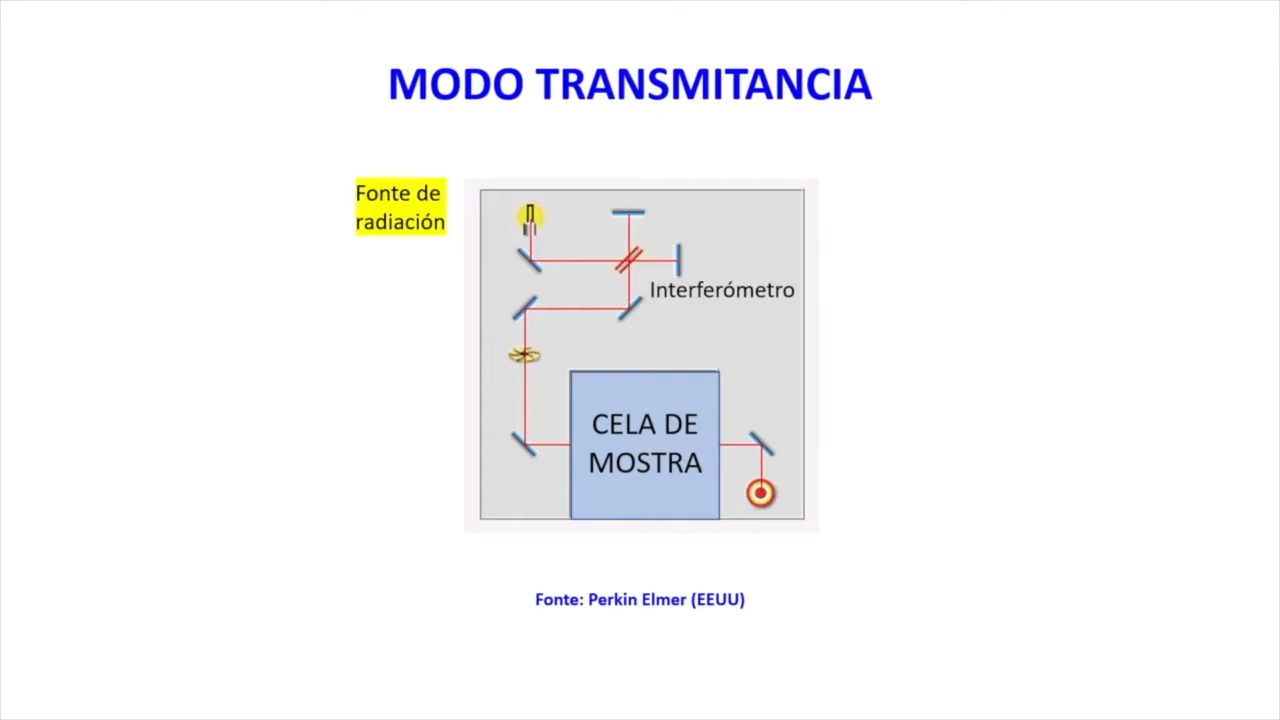 MODO TRANSMITANCIA
Fonte de
radiación
Interferómetro
CELA DE
MOSTRA
Fonte: Perkin Elmer (EEUU)